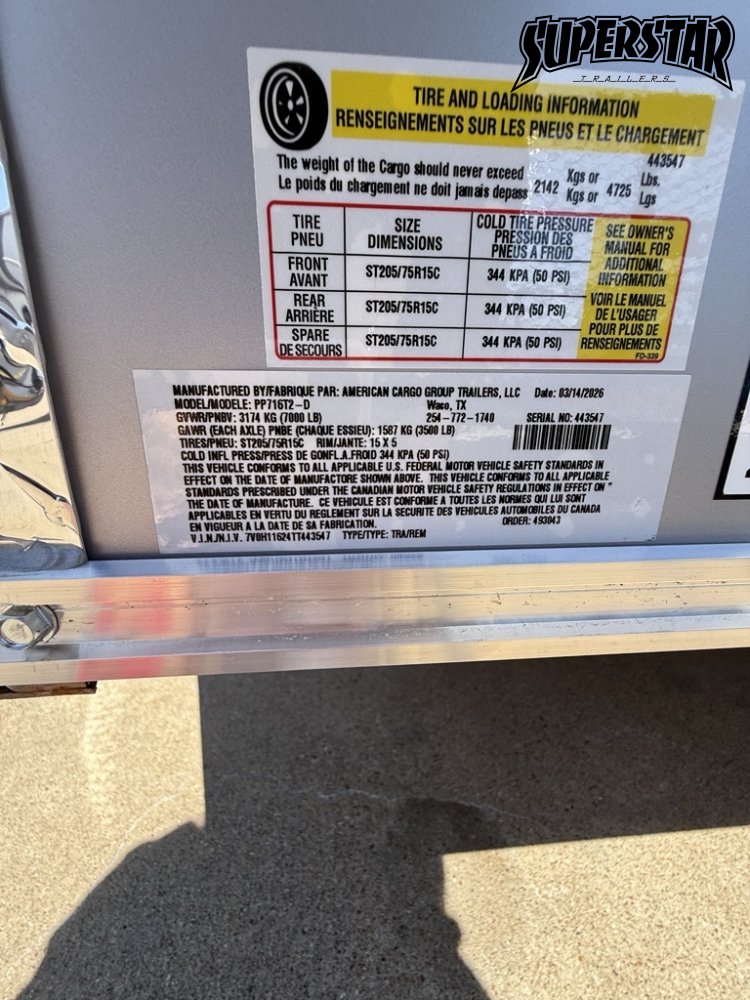 SUPERSTAR
TRAILERS
TIRE AND LOADING INFORMATION
RENSEIGNEMENTS SUR LES PNEUS ET LE CHARGEMENT
443547
The weight of the Cargo should never exceed Kgs or Lbs.
Le poids du chargement ne doit jamais depass 2142 Kgs or 4725 Lgs
TIRE PNEU
SIZE DIMENSIONS
COLD TIRE PRESSURE PRESSION DES PNEUS A FROID
SEE OWNER'S MANUAL FOR ADDITIONAL INFORMATION
VOIR LE MANUEL DE L'USAGER POUR PLUS DE RENSEIGNEMENTS
FRONT AVANT ST205/75R15C 344 KPA (50 PSI)
REAR ARRIÈRE ST205/75R15C 344 KPA (50 PSI)
SPARE DE SECOURS ST205/75R15C 344 KPA (50 PSI)
FD-339
MANUFACTURED BY/FABRIQUE PAR: AMERICAN CARGO GROUP TRAILERS, LLC Date: 03/14/2026
MODEL/MODELE: PP716T2-D Waco, TX
GVWR/PNBV: 3174 KG (7000 LB) 254-772-1740 SERIAL NO: 443547
GAWR (EACH AXLE) PNBE (CHAQUE ESSIEU): 1587 KG (3500 LB)
TIRES/PNEU: ST205/75R15C RIM/JANTE: 15 X 5
COLD INFL PRESS/PRESS DE GONFL.A.FROID 344 KPA (50 PSI)
THIS VEHICLE CONFORMS TO ALL APPLICABLE U.S. FEDERAL MOTOR VEHICLE SAFETY STANDARDS IN
EFFECT ON THE DATE OF MANUFACTORE SHOWN ABOVE. THIS VEHICLE CONFORMS TO ALL APPLICABLE
STANDARDS PRESCRIBED UNDER THE CANADIAN MOTOR VEHICLE SAFETY REGULATIONS IN EFFECT ON "
THE DATE OF MANUFACTURE. CE VEHICULE EST CONFORME A TOUTES LES NORMES QUI LUI SONT
APPLICABLES EN VERTU DU REGLEMENT SUR LA SECURITE DES VEHICULES AUTOMOBILES DU CANADA
EN VIGUEUR A LA DATE DE SA FABRICATION. ORDER: 493043
V.I.N./N.I.V. 7V0H11624TT443547 TYPE/TYPE: TRA/REM